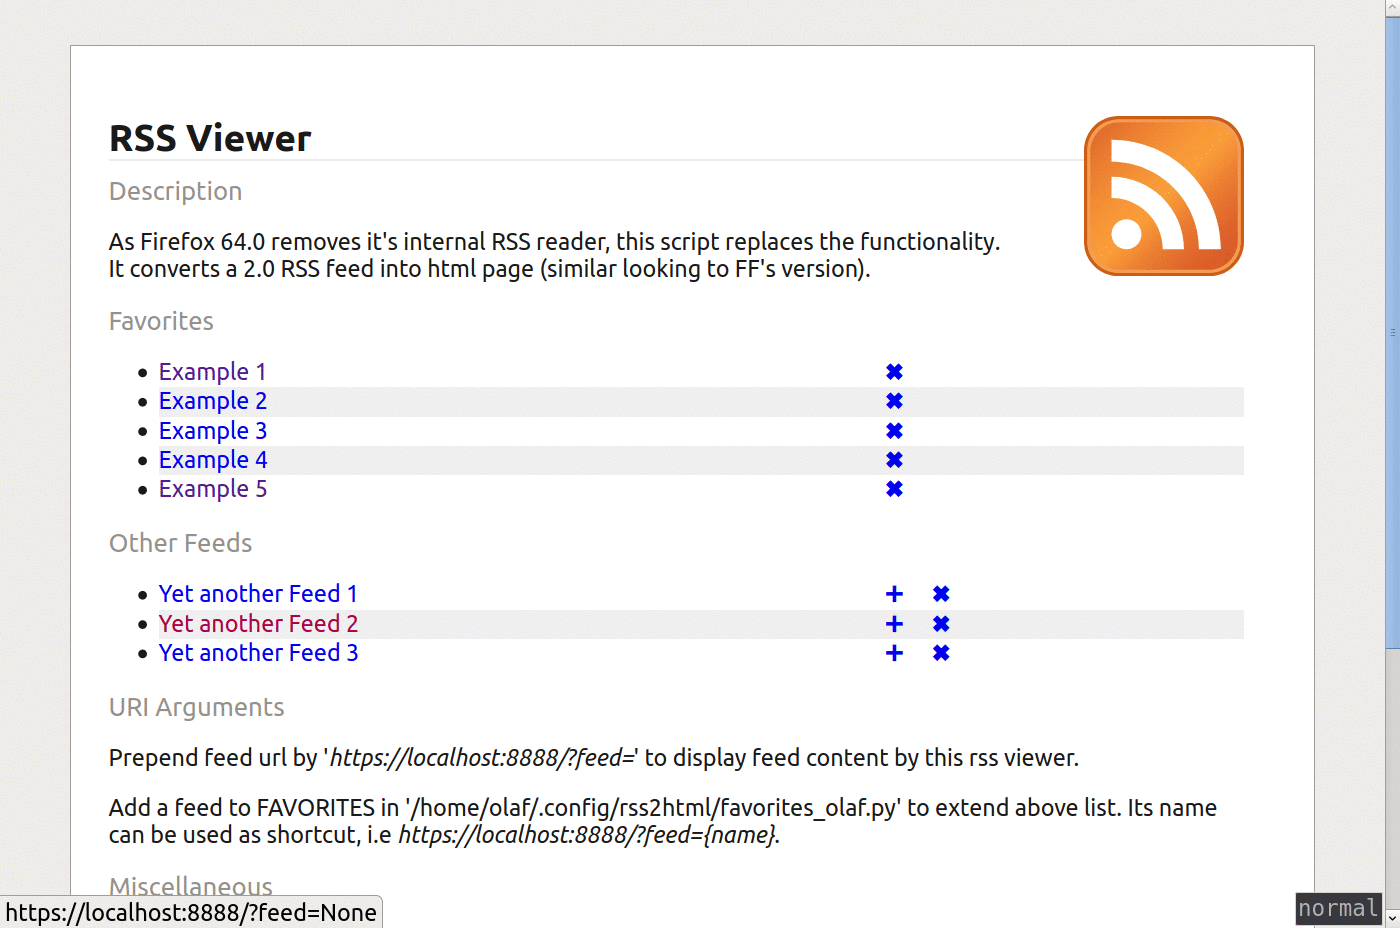 RSS Viewer
Description
As Firefox 64.0 removes it's internal RSS reader, this script replaces the functionality.
It converts a 2.0 RSS feed into html page (similar looking to FF's version).
Favorites
• Example 1 ✖
• Example 2 ✖
• Example 3 ✖
• Example 4 ✖
• Example 5 ✖
Other Feeds
• Yet another Feed 1 + ✖
• Yet another Feed 2 + ✖
• Yet another Feed 3 + ✖
URI Arguments
Prepend feed url by 'https://localhost:8888/?feed=' to display feed content by this rss viewer.
Add a feed to FAVORITES in '/home/olaf/.config/rss2html/favorites_olaf.py' to extend above list. Its name
can be used as shortcut, i.e https://localhost:8888/?feed={name}.
Miscellaneous
https://localhost:8888/?feed=None
normal